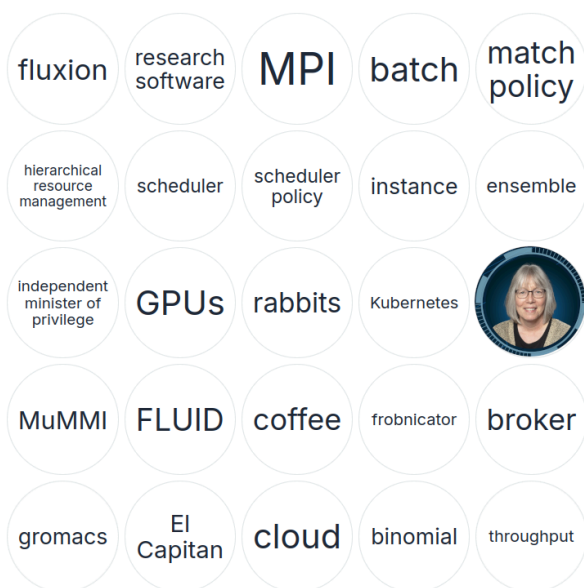 fluxion
research
software
MPI
batch
match
policy
hierarchical
resource
management
scheduler
scheduler
policy
instance
ensemble
independent
minister of
privilege
GPUs
rabbits
Kubernetes
MuMMI
FLUID
coffee
frobnicator
broker
gromacs
El
Capitan
cloud
binomial
throughput